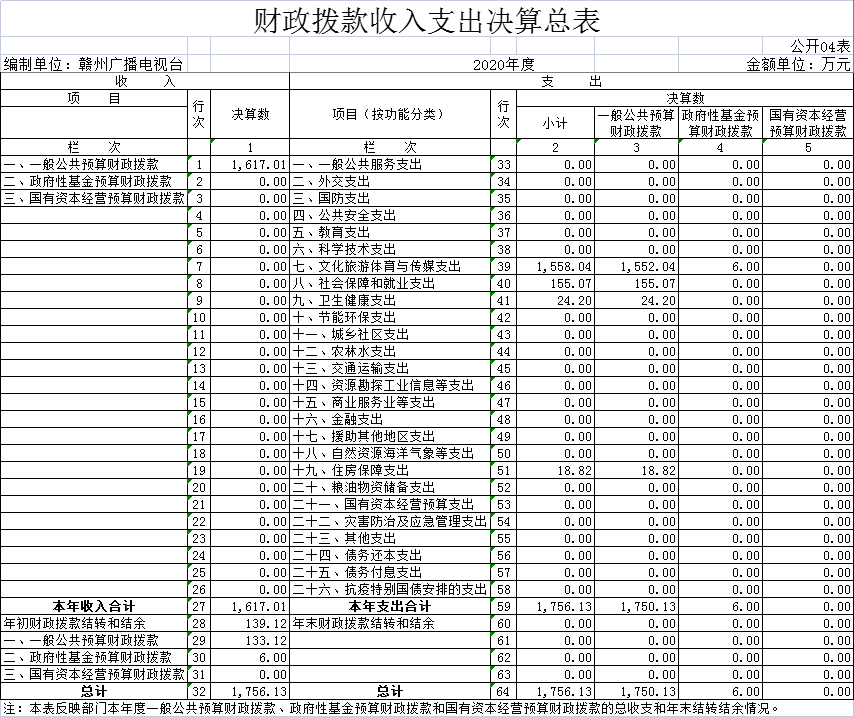 财政拨款收入支出决算总表
公开04表
编制单位：赣州广播电视台 2020年度 金额单位：万元
收 入 支 出
项 目 行次 决算数 项目（按功能分类） 行次 决算数
小计 一般公共预算财政拨款 政府性基金预算财政拨款 国有资本经营预算财政拨款
栏 次 1 栏 次 2 3 4 5
一、一般公共预算财政拨款 1 1,617.01 一、一般公共服务支出 33 0.00 0.00 0.00 0.00
二、政府性基金预算财政拨款 2 0.00 二、外交支出 34 0.00 0.00 0.00 0.00
三、国有资本经营预算财政拨款 3 0.00 三、国防支出 35 0.00 0.00 0.00 0.00
4 0.00 四、公共安全支出 36 0.00 0.00 0.00 0.00
5 0.00 五、教育支出 37 0.00 0.00 0.00 0.00
6 0.00 六、科学技术支出 38 0.00 0.00 0.00 0.00
7 0.00 七、文化旅游体育与传媒支出 39 1,558.04 1,552.04 6.00 0.00
8 0.00 八、社会保障和就业支出 40 155.07 155.07 0.00 0.00
9 0.00 九、卫生健康支出 41 24.20 24.20 0.00 0.00
10 0.00 十、节能环保支出 42 0.00 0.00 0.00 0.00
11 0.00 十一、城乡社区支出 43 0.00 0.00 0.00 0.00
12 0.00 十二、农林水支出 44 0.00 0.00 0.00 0.00
13 0.00 十三、交通运输支出 45 0.00 0.00 0.00 0.00
14 0.00 十四、资源勘探工业信息等支出 46 0.00 0.00 0.00 0.00
15 0.00 十五、商业服务业等支出 47 0.00 0.00 0.00 0.00
16 0.00 十六、金融支出 48 0.00 0.00 0.00 0.00
17 0.00 十七、援助其他地区支出 49 0.00 0.00 0.00 0.00
18 0.00 十八、自然资源海洋气象等支出 50 0.00 0.00 0.00 0.00
19 0.00 十九、住房保障支出 51 18.82 18.82 0.00 0.00
20 0.00 二十、粮油物资储备支出 52 0.00 0.00 0.00 0.00
21 0.00 二十一、国有资本经营预算支出 53 0.00 0.00 0.00 0.00
22 0.00 二十二、灾害防治及应急管理支出 54 0.00 0.00 0.00 0.00
23 0.00 二十三、其他支出 55 0.00 0.00 0.00 0.00
24 0.00 二十四、债务还本支出 56 0.00 0.00 0.00 0.00
25 0.00 二十五、债务付息支出 57 0.00 0.00 0.00 0.00
26 0.00 二十六、抗疫特别国债安排的支出 58 0.00 0.00 0.00 0.00
本年收入合计 27 1,617.01 本年支出合计 59 1,756.13 1,750.13 6.00 0.00
年初财政拨款结转和结余 28 139.12 年末财政拨款结转和结余 60 0.00 0.00 0.00 0.00
一、一般公共预算财政拨款 29 133.12 61 0.00 0.00 0.00 0.00
二、政府性基金预算财政拨款 30 6.00 62 0.00 0.00 0.00 0.00
三、国有资本经营预算财政拨款 31 0.00 63 0.00 0.00 0.00 0.00
总计 32 1,756.13 总计 64 1,756.13 1,750.13 6.00 0.00
注：本表反映部门本年度一般公共预算财政拨款、政府性基金预算财政拨款和国有资本经营预算财政拨款的总收支和年末结转结余情况。